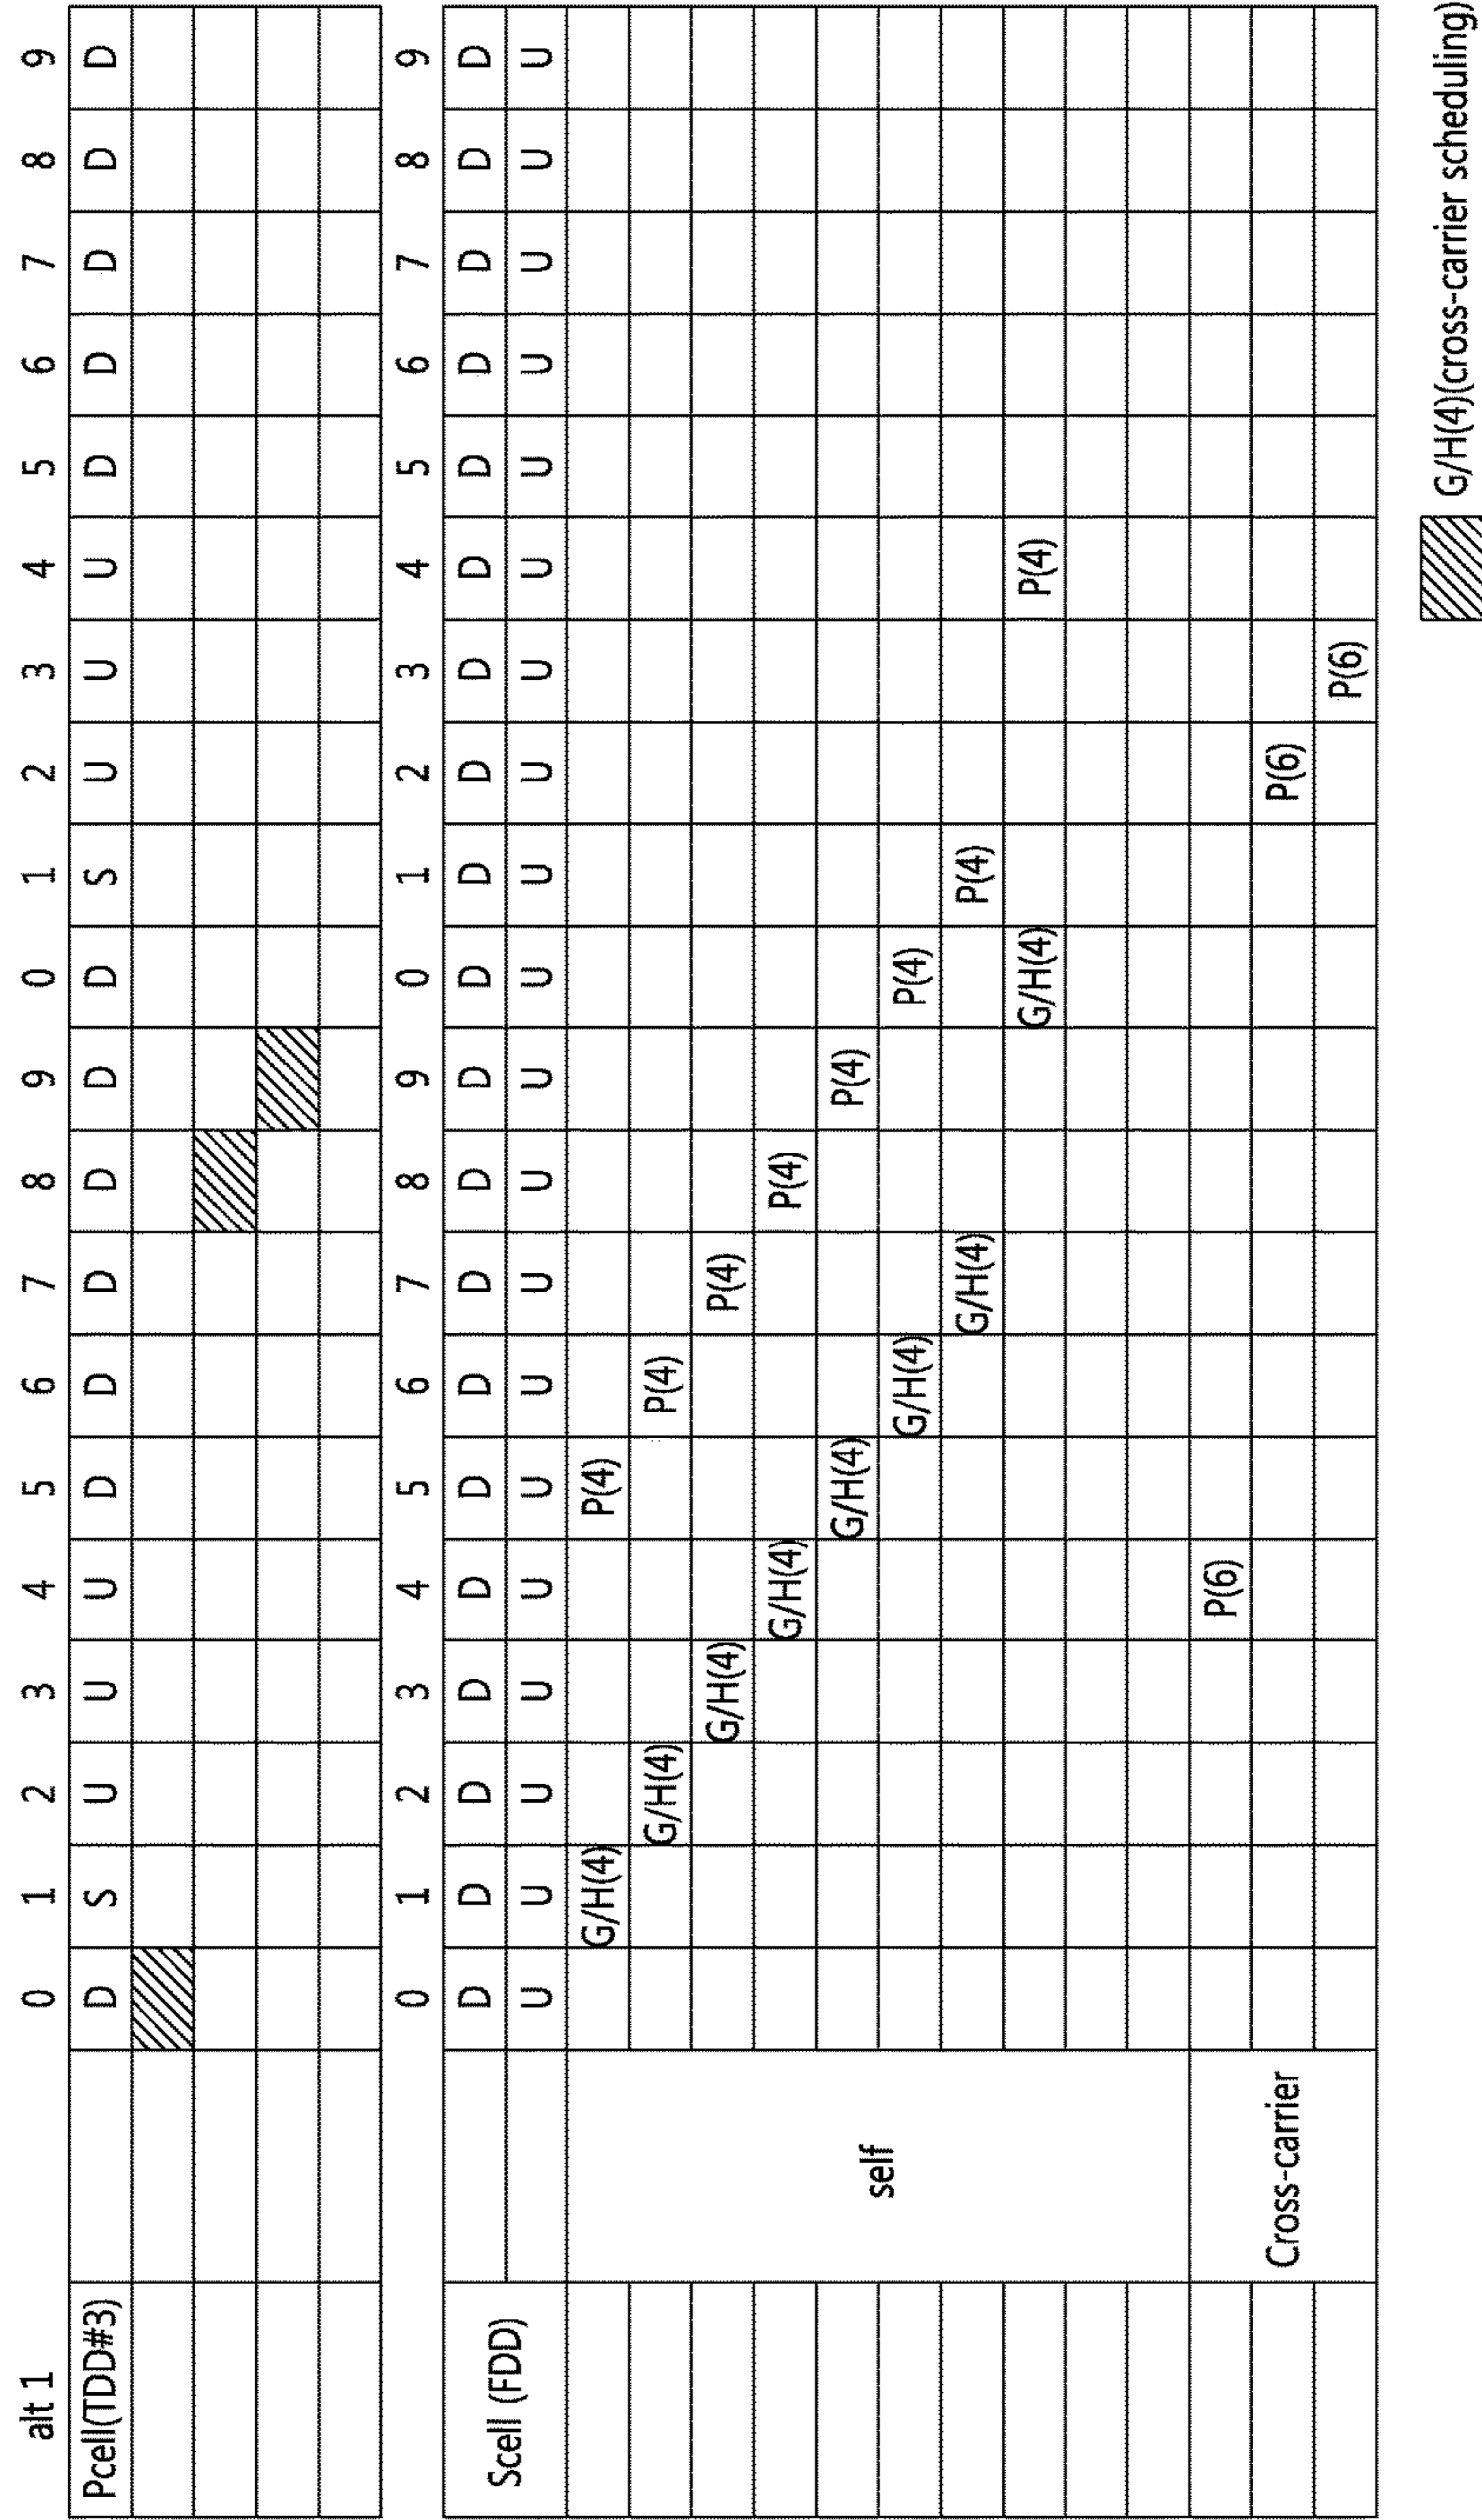 alt 1 0 1 2 3 4 5 6 7 8 9 0 1 2 3 4 5 6 7 8 9
Pcell(TDD#3) D S U U U D D D D D D S U U U D D D D D
0 1 2 3 4 5 6 7 8 9 0 1 2 3 4 5 6 7 8 9
Scell (FDD) D D D D D D D D D D D D D D D D D D D D
U U U U U U U U U U U U U U U U U U U U
G/H(4) P(4)
G/H(4) P(4)
G/H(4) P(4)
G/H(4) P(4)
self G/H(4) P(4)
G/H(4) P(4)
G/H(4) P(4)
G/H(4) P(4)
P(6)
Cross-carrier P(6)
P(6)
G/H(4)(cross-carrier scheduling)